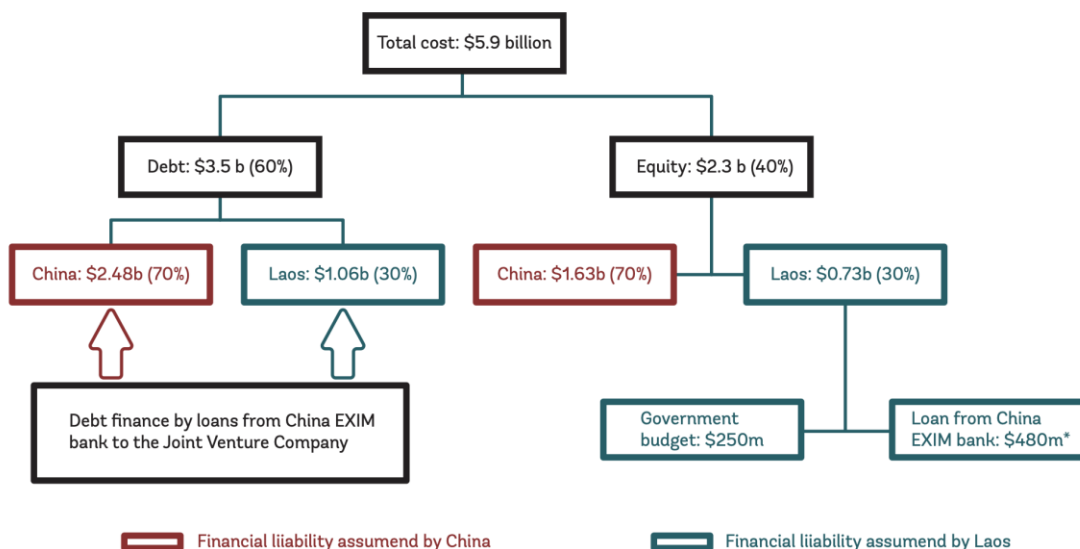 Total cost: $5.9 billion
Debt: $3.5 b (60%)
Equity: $2.3 b (40%)
China: $2.48b (70%)
Laos: $1.06b (30%)
China: $1.63b (70%)
Laos: $0.73b (30%)
Debt finance by loans from China EXIM
bank to the Joint Venture Company
Government
budget: $250m
Loan from China
EXIM bank: $480m*
Financial liiability assumend by China
Financial liiability assumend by Laos